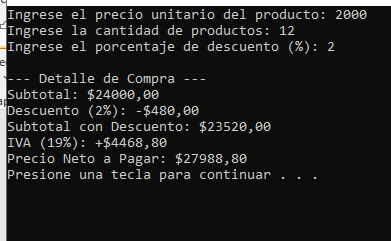 Ingrese el precio unitario del producto: 2000
Ingrese la cantidad de productos: 12
Ingrese el porcentaje de descuento (%): 2
--- Detalle de Compra ---
Subtotal: $24000,00
Descuento (2%): -$480,00
Subtotal con Descuento: $23520,00
IVA (19%): +$4468,80
Precio Neto a Pagar: $27988,80
Presione una tecla para continuar . . .